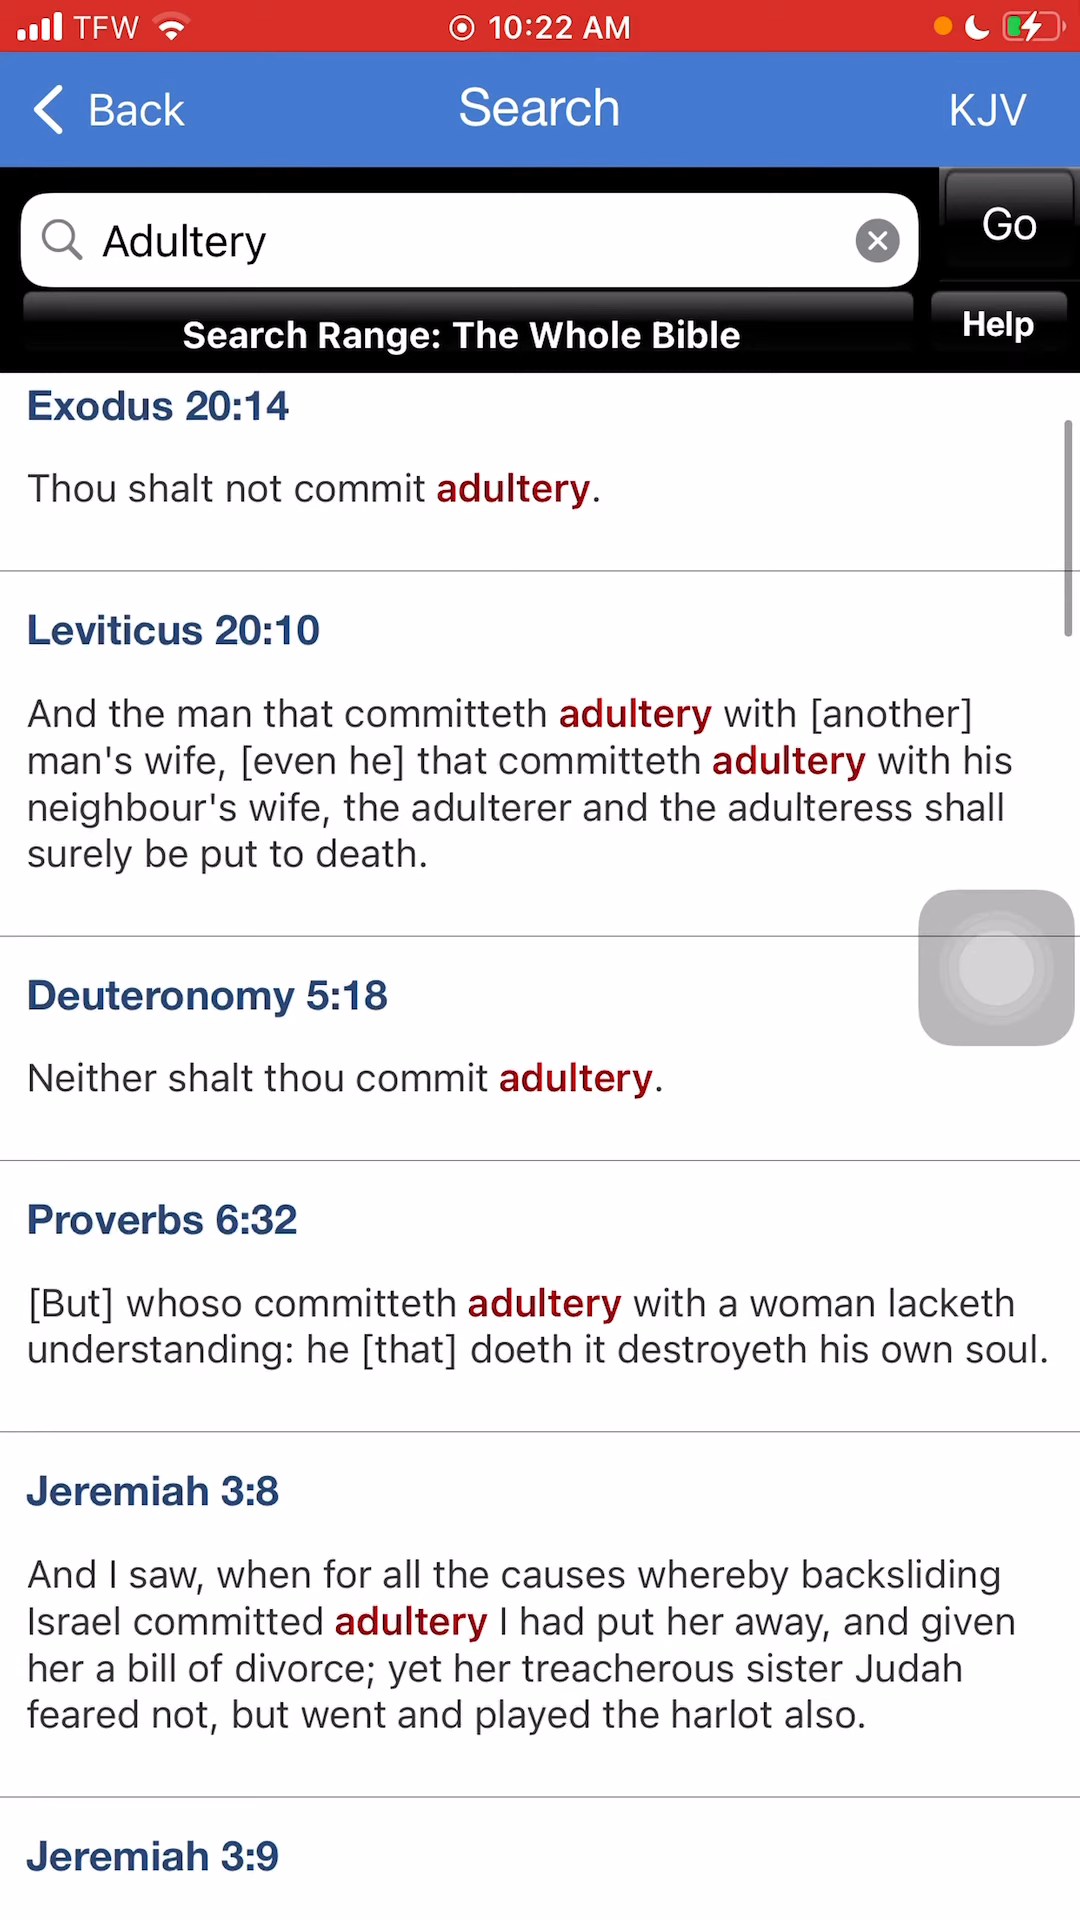 TFW 10:22 AM
Back Search KJV
Adultery Go
Search Range: The Whole Bible Help
Exodus 20:14
Thou shalt not commit adultery.
Leviticus 20:10
And the man that committeth adultery with [another]
man's wife, [even he] that committeth adultery with his
neighbour's wife, the adulterer and the adulteress shall
surely be put to death.
Deuteronomy 5:18
Neither shalt thou commit adultery.
Proverbs 6:32
[But] whoso committeth adultery with a woman lacketh
understanding: he [that] doeth it destroyeth his own soul.
Jeremiah 3:8
And I saw, when for all the causes whereby backsliding
Israel committed adultery I had put her away, and given
her a bill of divorce; yet her treacherous sister Judah
feared not, but went and played the harlot also.
Jeremiah 3:9